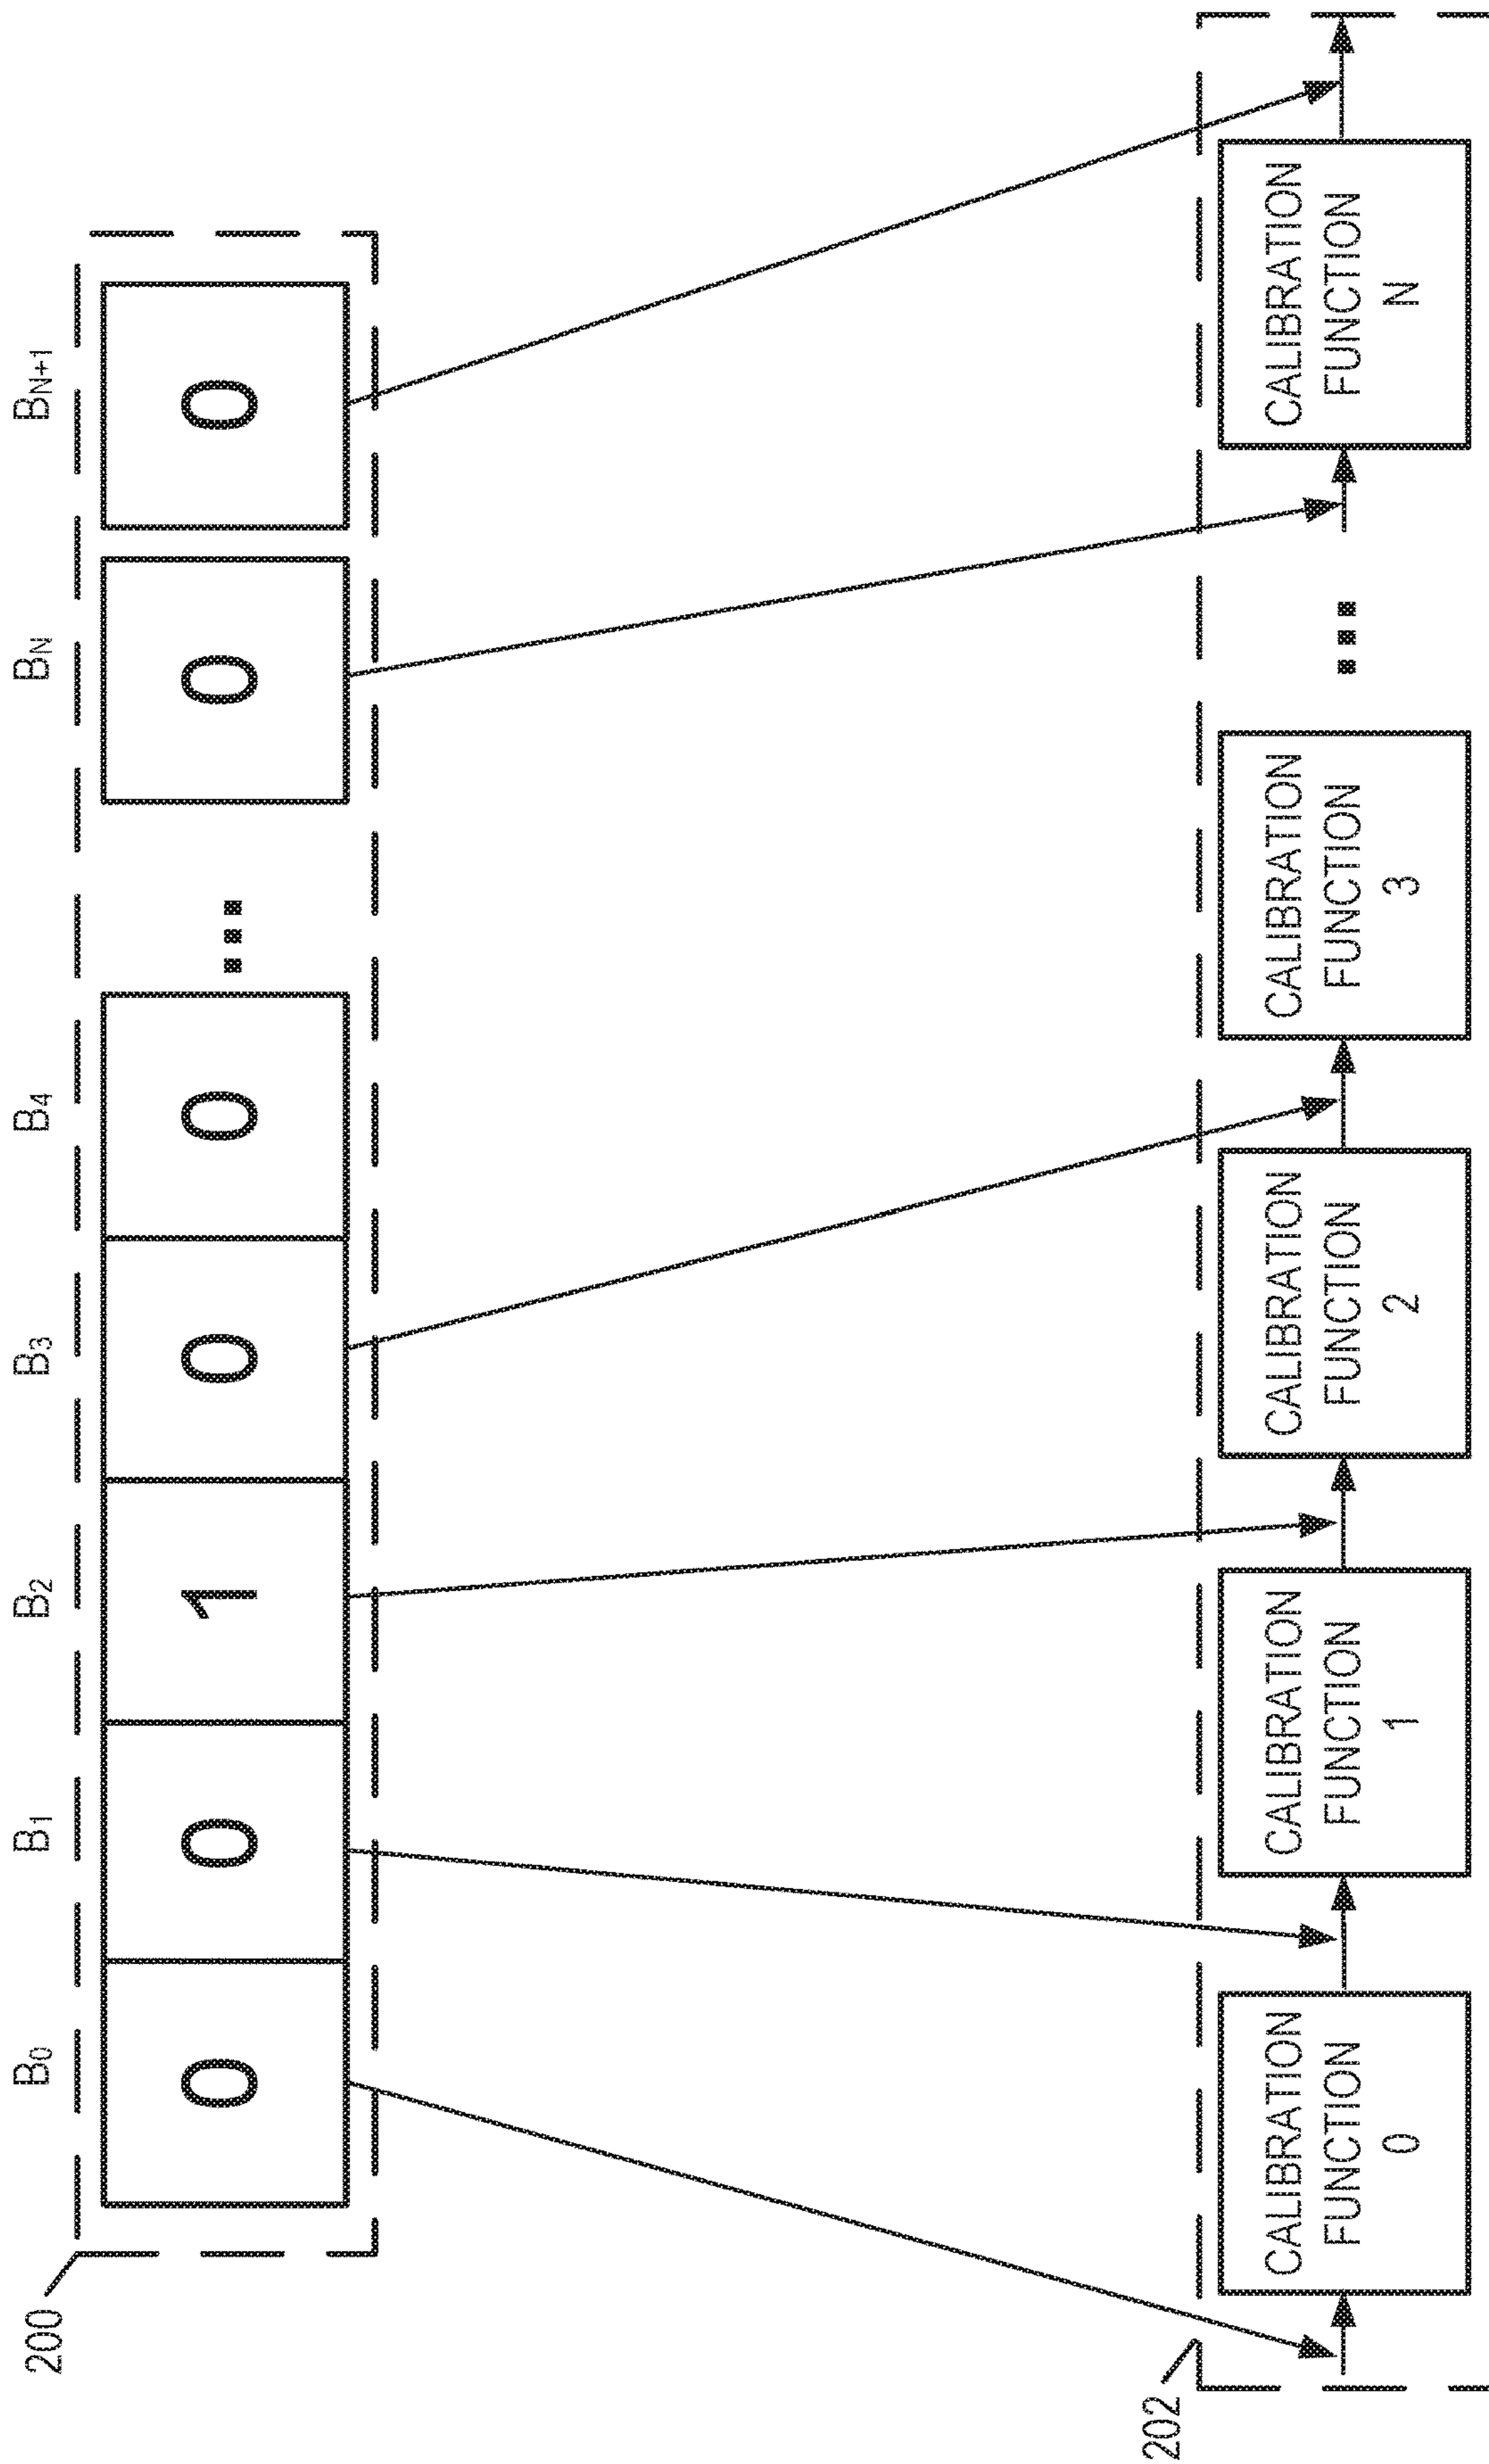 200
B0
B1
B2
B3
B4
BN
BN+1
0
0
1
0
0
...
0
0
202
CALIBRATION
FUNCTION
0
CALIBRATION
FUNCTION
1
CALIBRATION
FUNCTION
2
CALIBRATION
FUNCTION
3
...
CALIBRATION
FUNCTION
N